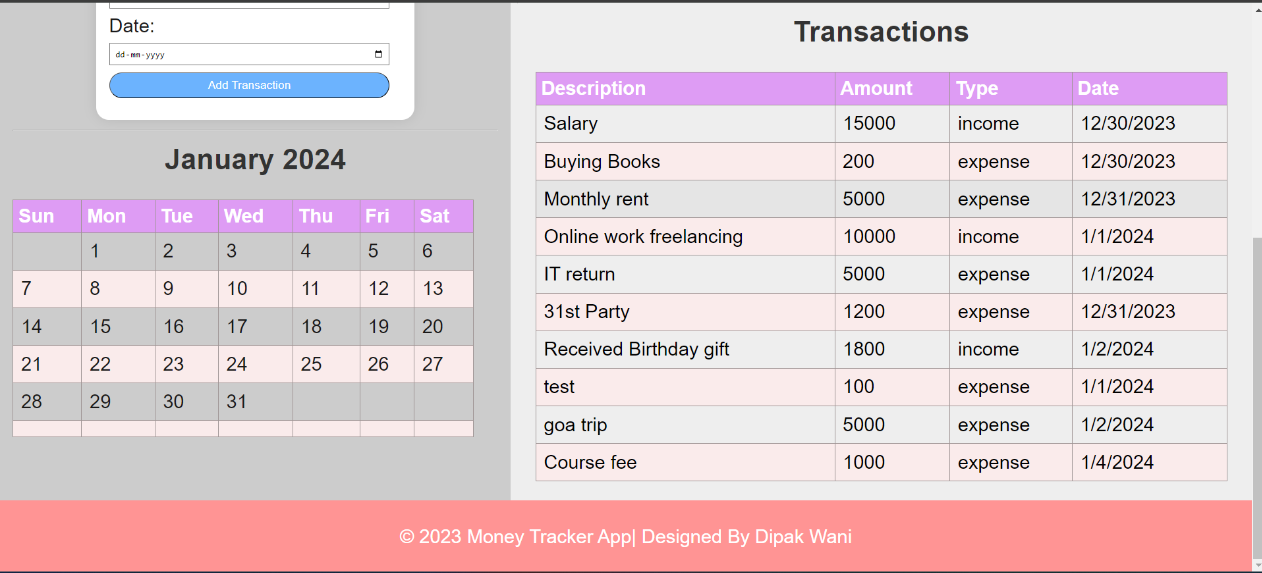 Date:
dd-mm-yyyy
Add Transaction
January 2024
Sun Mon Tue Wed Thu Fri Sat
1 2 3 4 5 6
7 8 9 10 11 12 13
14 15 16 17 18 19 20
21 22 23 24 25 26 27
28 29 30 31
Transactions
Description Amount Type Date
Salary 15000 income 12/30/2023
Buying Books 200 expense 12/30/2023
Monthly rent 5000 expense 12/31/2023
Online work freelancing 10000 income 1/1/2024
IT return 5000 expense 1/1/2024
31st Party 1200 expense 12/31/2023
Received Birthday gift 1800 income 1/2/2024
test 100 expense 1/1/2024
goa trip 5000 expense 1/2/2024
Course fee 1000 expense 1/4/2024
© 2023 Money Tracker App| Designed By Dipak Wani